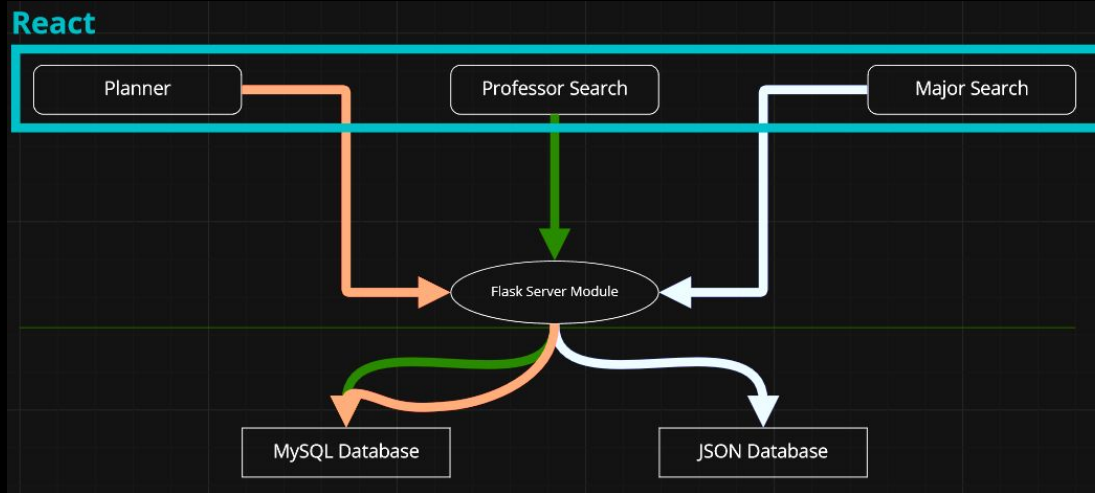 React
Planner
Professor Search
Major Search
Flask Server Module
MySQL Database
JSON Database